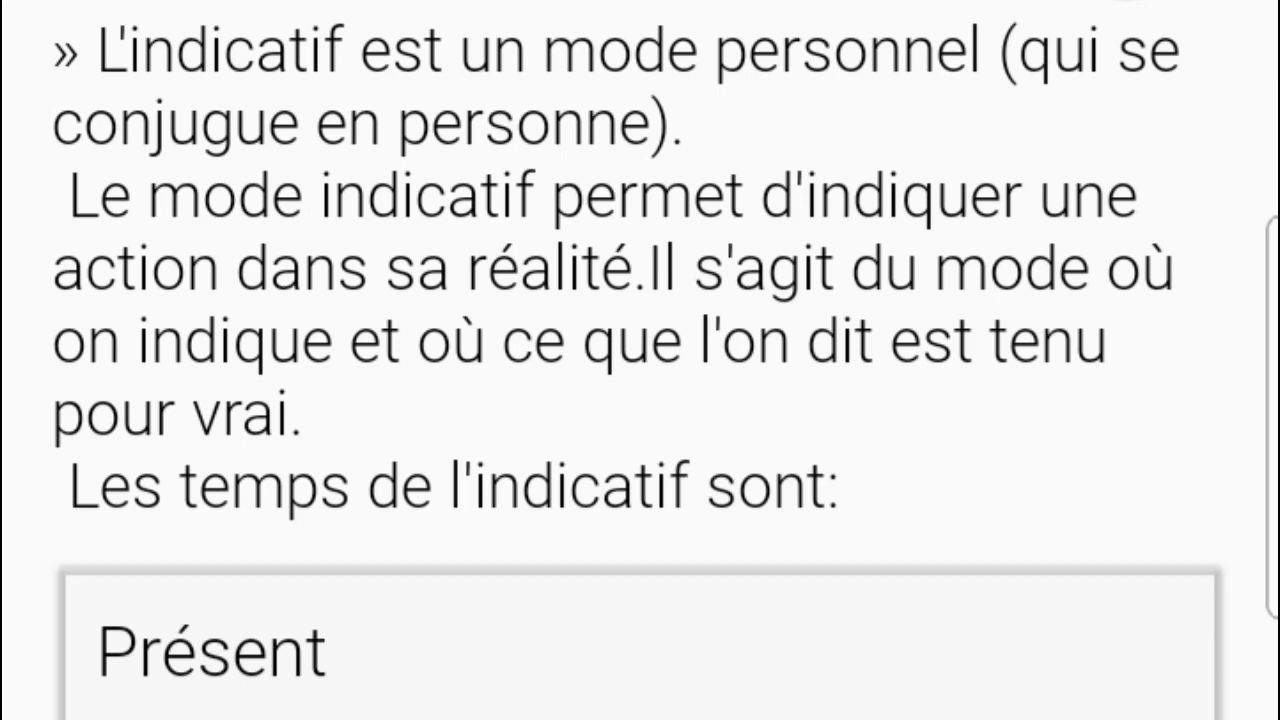 » L'indicatif est un mode personnel (qui se
conjugue en personne).
Le mode indicatif permet d'indiquer une
action dans sa réalité.Il s'agit du mode où
on indique et où ce que l'on dit est tenu
pour vrai.
Les temps de l'indicatif sont:
Présent